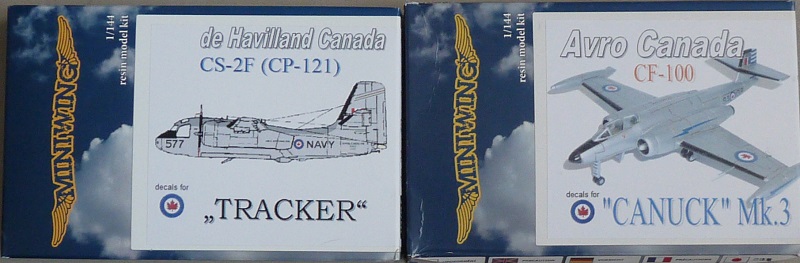 MINIWING
1/144
resin model kit
de Havilland Canada
CS-2F (CP-121)
577
NAVY
decals for
„TRACKER“
MINIWING
1/144
resin model kit
Avro Canada
CF-100
decals for
"CANUCK" Mk.3